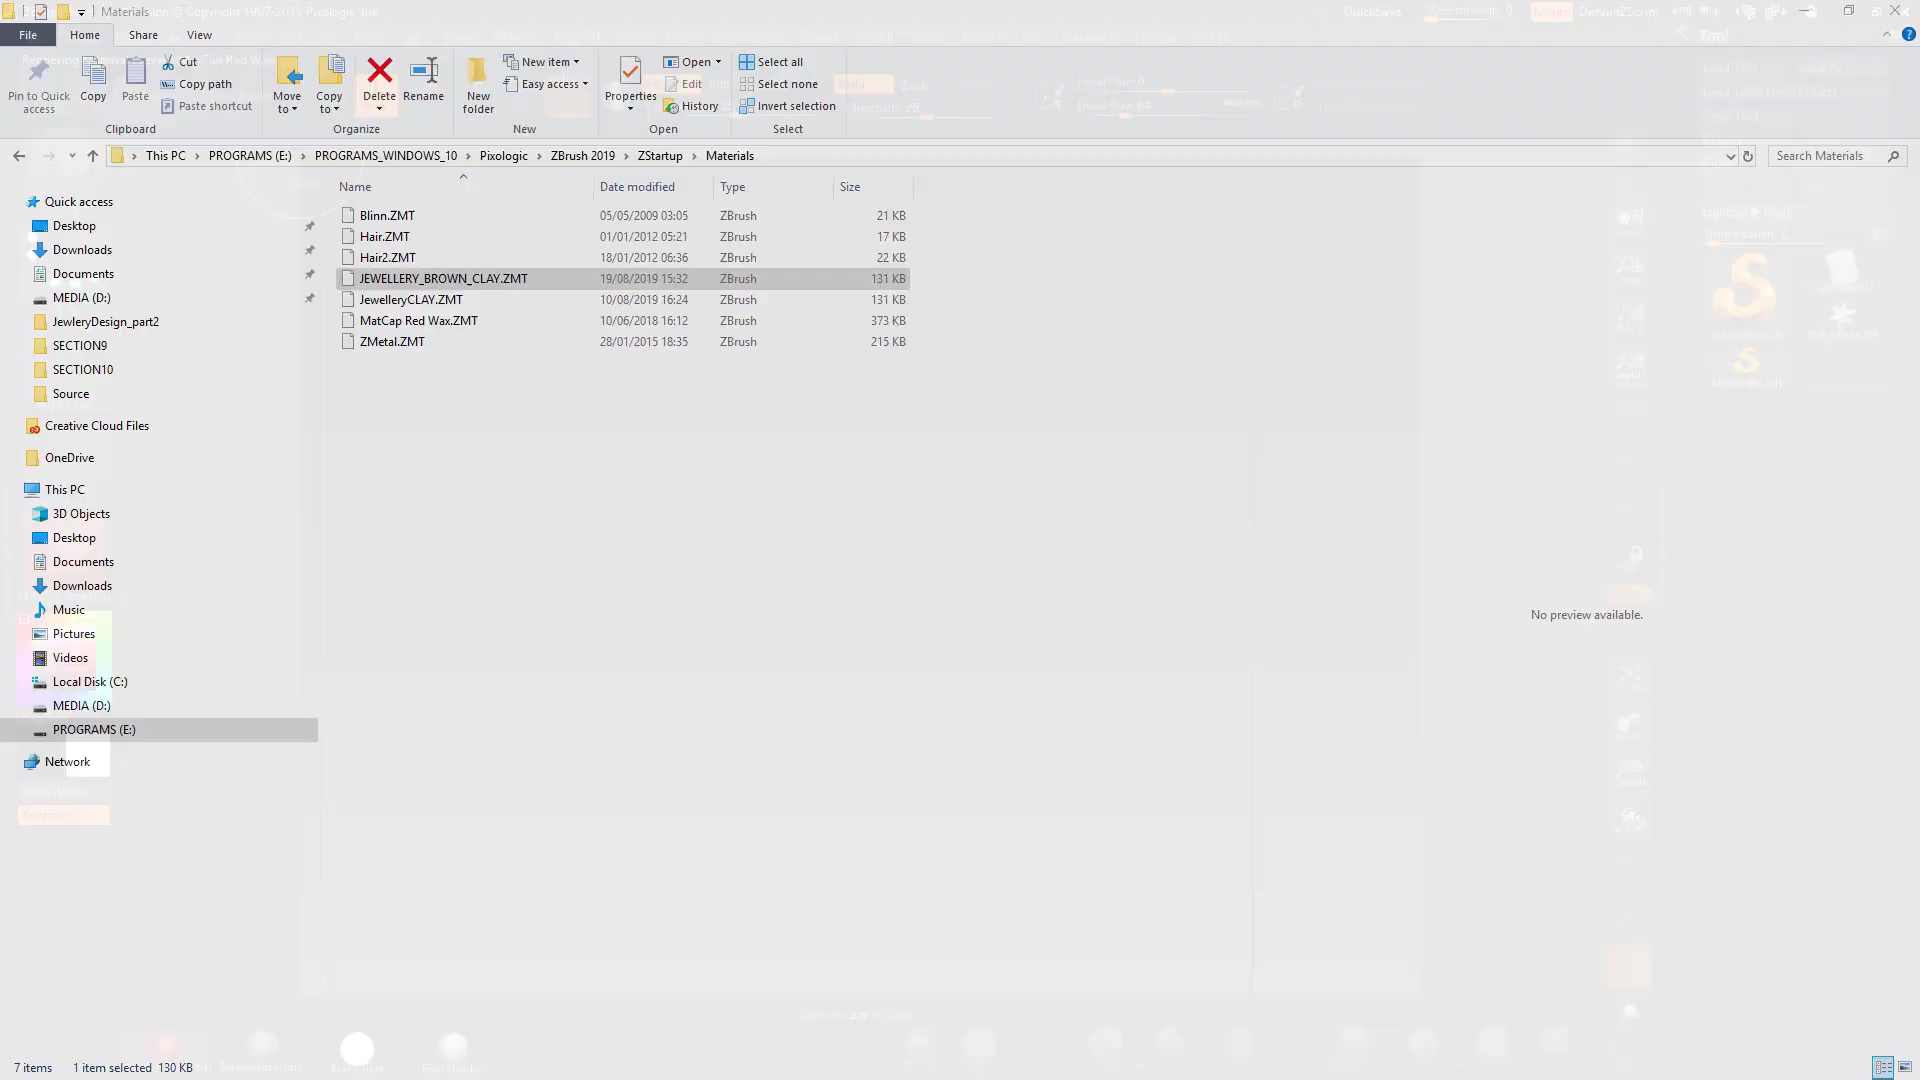 Materials
File Home Share View
Pin to Quick access
Copy
Paste
Cut
Copy path
Paste shortcut
Clipboard
Move to
Copy to
Delete
Rename
Organize
New folder
New item
Easy access
New
Properties
Open
Edit
History
Open
Select all
Select none
Invert selection
Select
This PC PROGRAMS (E:) PROGRAMS_WINDOWS_10 Pixologic ZBrush 2019 ZStartup Materials
Search Materials
Name Date modified Type Size
Blinn.ZMT 05/05/2009 03:05 ZBrush 21 KB
Hair.ZMT 01/01/2012 05:21 ZBrush 17 KB
Hair2.ZMT 18/01/2012 06:36 ZBrush 22 KB
JEWELLERY_BROWN_CLAY.ZMT 19/08/2019 15:32 ZBrush 131 KB
JewelleryCLAY.ZMT 10/08/2019 16:24 ZBrush 131 KB
MatCap Red Wax.ZMT 10/06/2018 16:12 ZBrush 373 KB
ZMetal.ZMT 28/01/2015 18:35 ZBrush 215 KB
Quick access
Desktop
Downloads
Documents
MEDIA (D:)
JewleryDesign_part2
SECTION9
SECTION10
Source
Creative Cloud Files
OneDrive
This PC
3D Objects
Desktop
Documents
Downloads
Music
Pictures
Videos
Local Disk (C:)
MEDIA (D:)
PROGRAMS (E:)
Network
No preview available.
7 items 1 item selected 130 KB